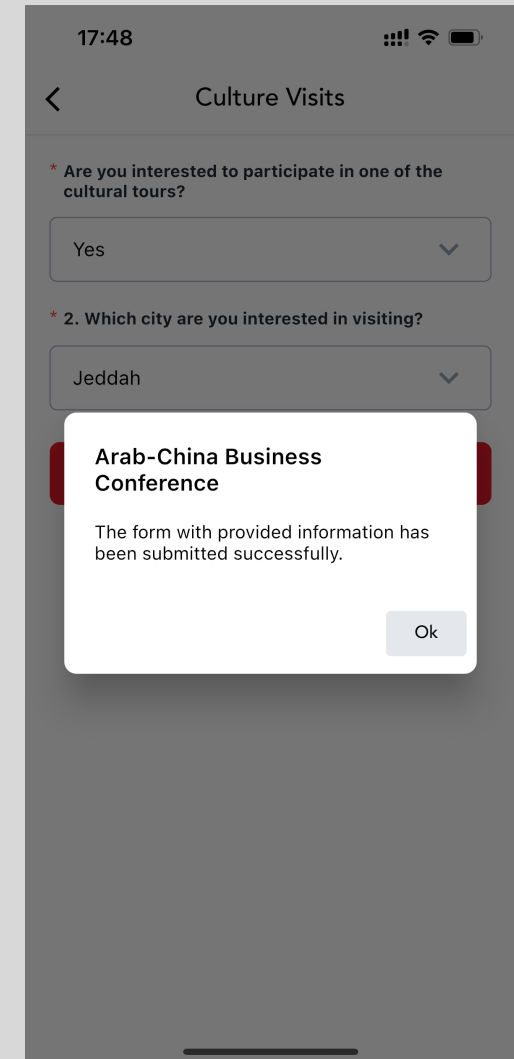 17:48
Culture Visits
* Are you interested to participate in one of the
cultural tours?
Yes
* 2. Which city are you interested in visiting?
Jeddah
Arab-China Business
Conference
The form with provided information has
been submitted successfully.
Ok